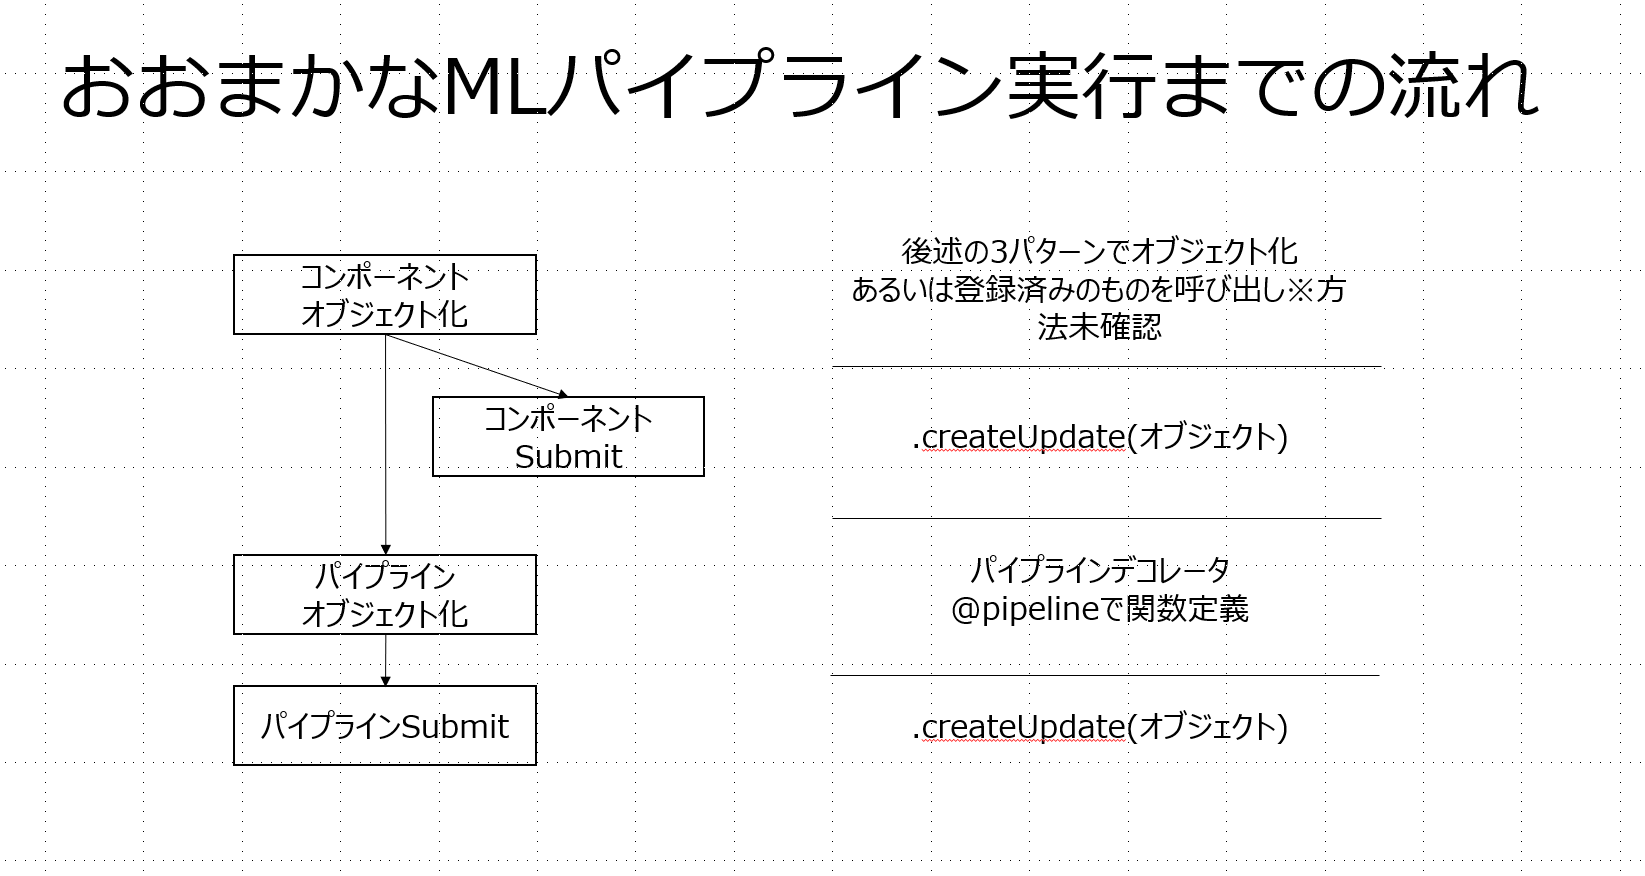 おおまかなMLパイプライン実行までの流れ
コンポーネント
オブジェクト化
後述の3パターンでオブジェクト化
あるいは登録済みのものを呼び出し※方
法未確認
コンポーネント
Submit
.createUpdate(オブジェクト)
パイプライン
オブジェクト化
パイプラインデコレータ
@pipelineで関数定義
パイプラインSubmit
.createUpdate(オブジェクト)